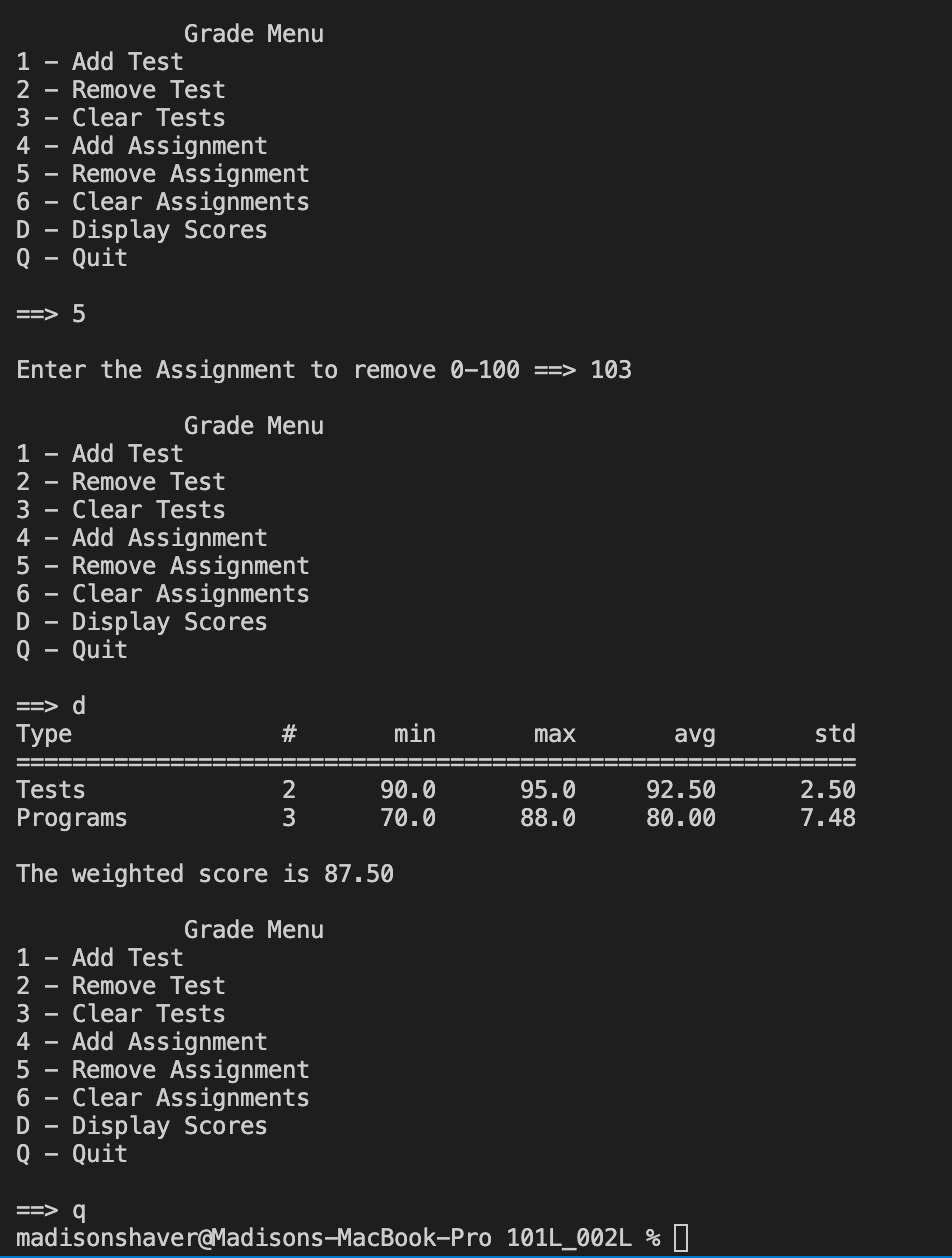 Grade Menu
1 - Add Test
2 - Remove Test
3 - Clear Tests
4 - Add Assignment
5 - Remove Assignment
6 - Clear Assignments
D - Display Scores
Q - Quit

==> 5

Enter the Assignment to remove 0-100 ==> 103

            Grade Menu
1 - Add Test
2 - Remove Test
3 - Clear Tests
4 - Add Assignment
5 - Remove Assignment
6 - Clear Assignments
D - Display Scores
Q - Quit

==> d
Type               #       min       max       avg       std
============================================================
Tests              2      90.0      95.0     92.50      2.50
Programs           3      70.0      88.0     80.00      7.48

The weighted score is 87.50

            Grade Menu
1 - Add Test
2 - Remove Test
3 - Clear Tests
4 - Add Assignment
5 - Remove Assignment
6 - Clear Assignments
D - Display Scores
Q - Quit

==> q
madisonshaver@Madisons-MacBook-Pro 101L_002L %